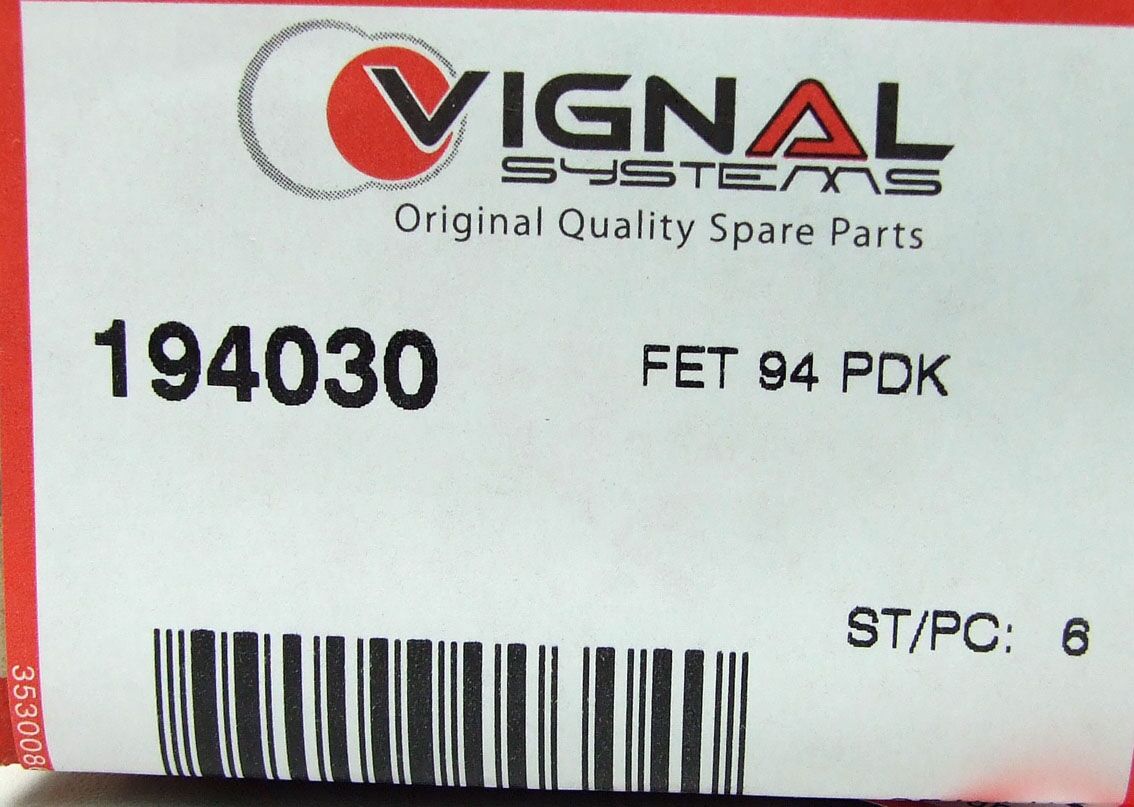 VIGNAL
SYSTEMS
Original Quality Spare Parts
194030 FET 94 PDK
ST/PC: 6
353008